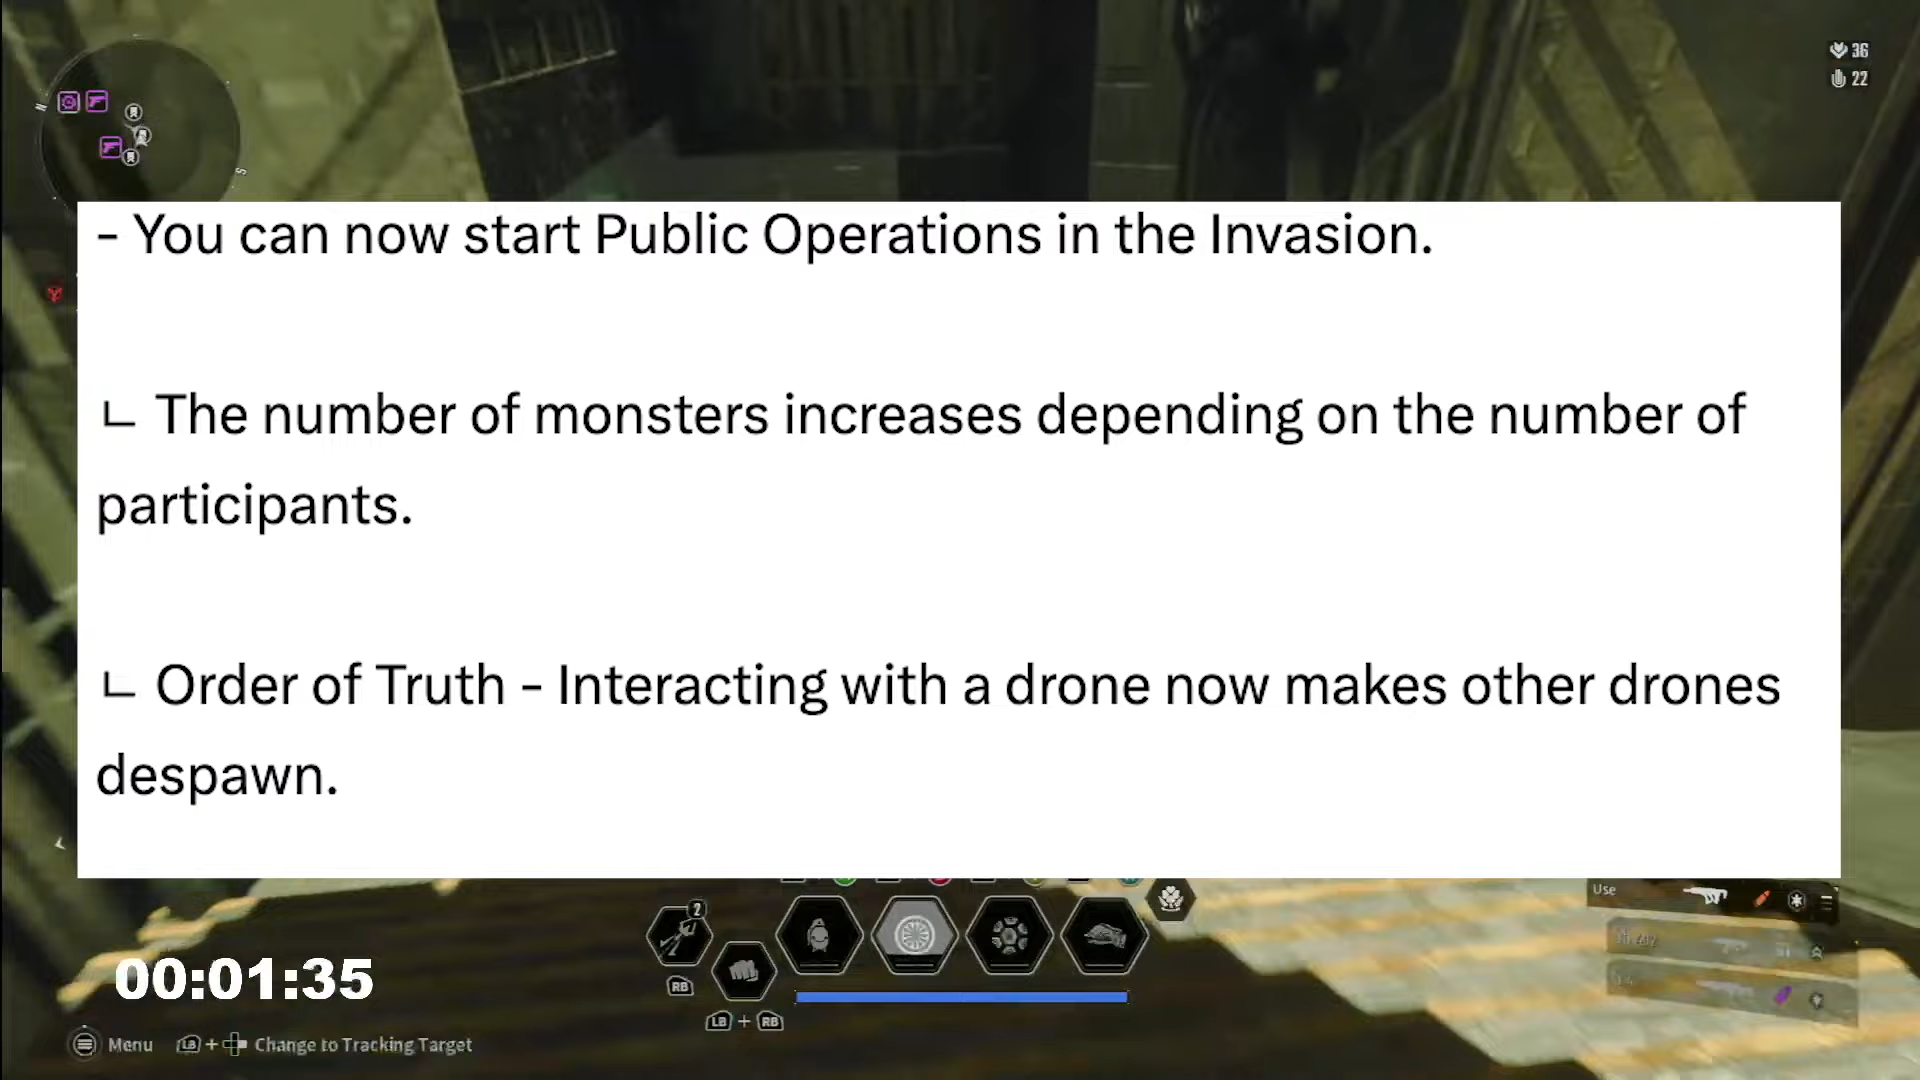 36
22
N
S
- You can now start Public Operations in the Invasion.
ㄴ The number of monsters increases depending on the number of
participants.
ㄴ Order of Truth - Interacting with a drone now makes other drones
despawn.
2
Use
RB
LB + RB
00:01:35
Menu LB + Change to Tracking Target